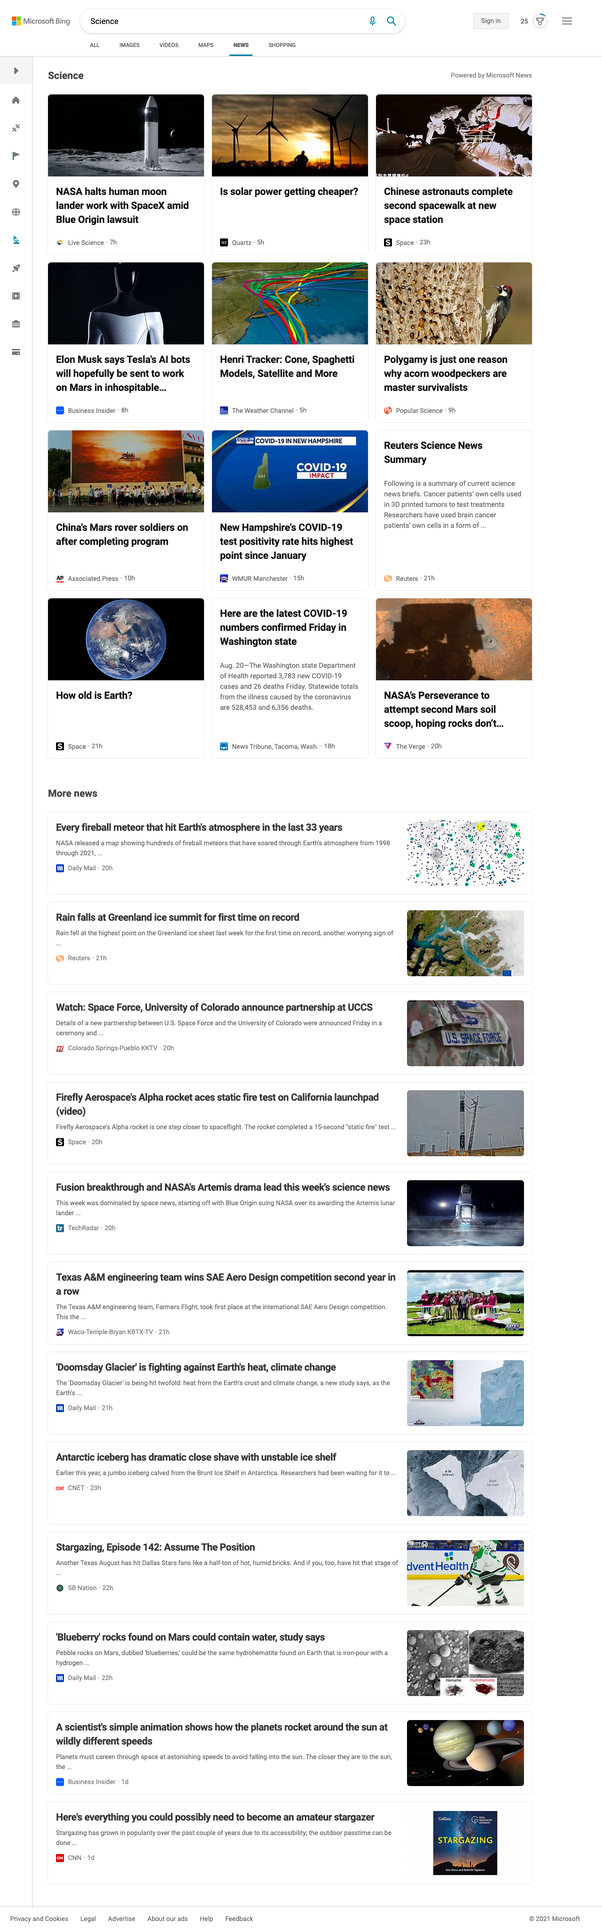 Microsoft Bing
Science
Sign in
25
ALL IMAGES VIDEOS MAPS NEWS SHOPPING
Science
Powered by Microsoft News
NASA halts human moon
lander work with SpaceX amid
Blue Origin lawsuit
Live Science · 7h
Is solar power getting cheaper?
Quartz · 5h
Chinese astronauts complete
second spacewalk at new
space station
Space · 23h
Elon Musk says Tesla's AI bots
will hopefully be sent to work
on Mars in inhospitable...
Business Insider · 8h
Henri Tracker: Cone, Spaghetti
Models, Satellite and More
The Weather Channel · 5h
Polygamy is just one reason
why acorn woodpeckers are
master survivalists
Popular Science · 9h
China's Mars rover soldiers on
after completing program
Associated Press · 10h
COVID-19 IN NEW HAMPSHIRE
NH
COVID-19
IMPACT
New Hampshire's COVID-19
test positivity rate hits highest
point since January
WMUR Manchester · 15h
Reuters Science News
Summary
Following is a summary of current science
news briefs. Cancer patients' own cells used
in 3D printed tumors to test treatments
Researchers have used brain cancer
patients' own cells in a form of ...
Reuters · 21h
How old is Earth?
Space · 21h
Here are the latest COVID-19
numbers confirmed Friday in
Washington state
Aug. 20—The Washington state Department
of Health reported 3,783 new COVID-19
cases and 26 deaths Friday. Statewide totals
from the illness caused by the coronavirus
are 528,453 and 6,356 deaths.
News Tribune, Tacoma, Wash. · 18h
NASA's Perseverance to
attempt second Mars soil
scoop, hoping rocks don't...
The Verge · 20h
More news
Every fireball meteor that hit Earth's atmosphere in the last 33 years
NASA released a map showing hundreds of fireball meteors that have soared through Earth's atmosphere from 1998
through 2021, ...
Daily Mail · 20h
Rain falls at Greenland ice summit for first time on record
Rain fell at the highest point on the Greenland ice sheet last week for the first time on record, another worrying sign of
...
Reuters · 21h
Watch: Space Force, University of Colorado announce partnership at UCCS
Details of a new partnership between U.S. Space Force and the University of Colorado were announced Friday in a
ceremony and ...
Colorado Springs-Pueblo KKTV · 20h
U.S. SPACE FORCE
Firefly Aerospace's Alpha rocket aces static fire test on California launchpad
(video)
Firefly Aerospace's Alpha rocket is one step closer to spaceflight. The rocket completed a 15-second "static fire" test ...
Space · 20h
Fusion breakthrough and NASA's Artemis drama lead this week's science news
This week was dominated by space news, starting off with Blue Origin suing NASA over its awarding the Artemis lunar
lander ...
TechRadar · 20h
Texas A&M engineering team wins SAE Aero Design competition second year in
a row
The Texas A&M engineering team, Farmers Flight, took first place at the international SAE Aero Design competition.
This the ...
Waco-Temple-Bryan KBTX-TV · 21h
'Doomsday Glacier' is fighting against Earth's heat, climate change
The 'Doomsday Glacier' is being hit twofold: heat from the Earth's crust and climate change, a new study says, as the
Earth's ...
Daily Mail · 21h
Antarctic iceberg has dramatic close shave with unstable ice shelf
Earlier this year, a jumbo iceberg calved from the Brunt Ice Shelf in Antarctica. Researchers had been waiting for it to ...
CNET · 23h
Stargazing, Episode 142: Assume The Position
Another Texas August has hit Dallas Stars fans like a half-ton of hot, humid bricks. And if you, too, have hit that stage of
...
SB Nation · 22h
dventHealth
'Blueberry' rocks found on Mars could contain water, study says
Pebble rocks on Mars, dubbed 'blueberries,' could be the same hydrohematite found on Earth that is iron-pour with a
hydrogen ...
Daily Mail · 22h
Hematite
Hydrohematite
A scientist's simple animation shows how the planets rocket around the sun at
wildly different speeds
Planets must careen through space at astonishing speeds to avoid falling into the sun. The closer they are to the sun,
the ...
Business Insider · 1d
Here's everything you could possibly need to become an amateur stargazer
Stargazing has grown in popularity over the past couple of years due to its accessibility; the outdoor pasttime can be
done ...
CNN · 1d
Collins
STARGAZING
Privacy and Cookies Legal Advertise About our ads Help Feedback © 2021 Microsoft